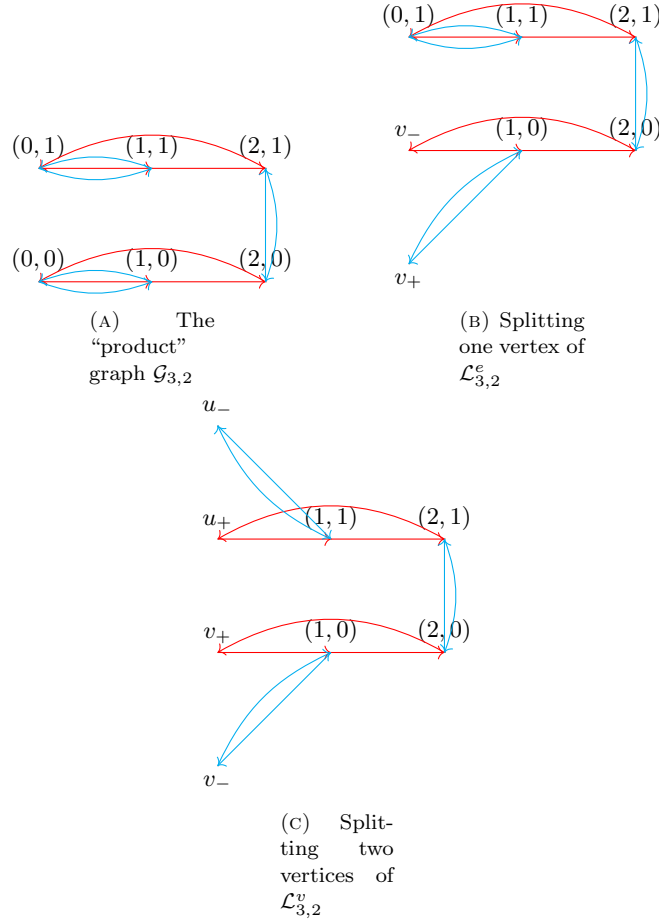 (0, 1) (1, 1) (2, 1)
(0, 0) (1, 0) (2, 0)
(A) The
“product”
graph 𝒢₃,₂
(0, 1) (1, 1) (2, 1)
v₋ (1, 0) (2, 0)
v₊
(B) Splitting
one vertex of
ℒᵉ₃,₂
u₋
u₊ (1, 1) (2, 1)
v₊ (1, 0) (2, 0)
v₋
(C) Split-
ting two
vertices of
ℒᵛ₃,₂